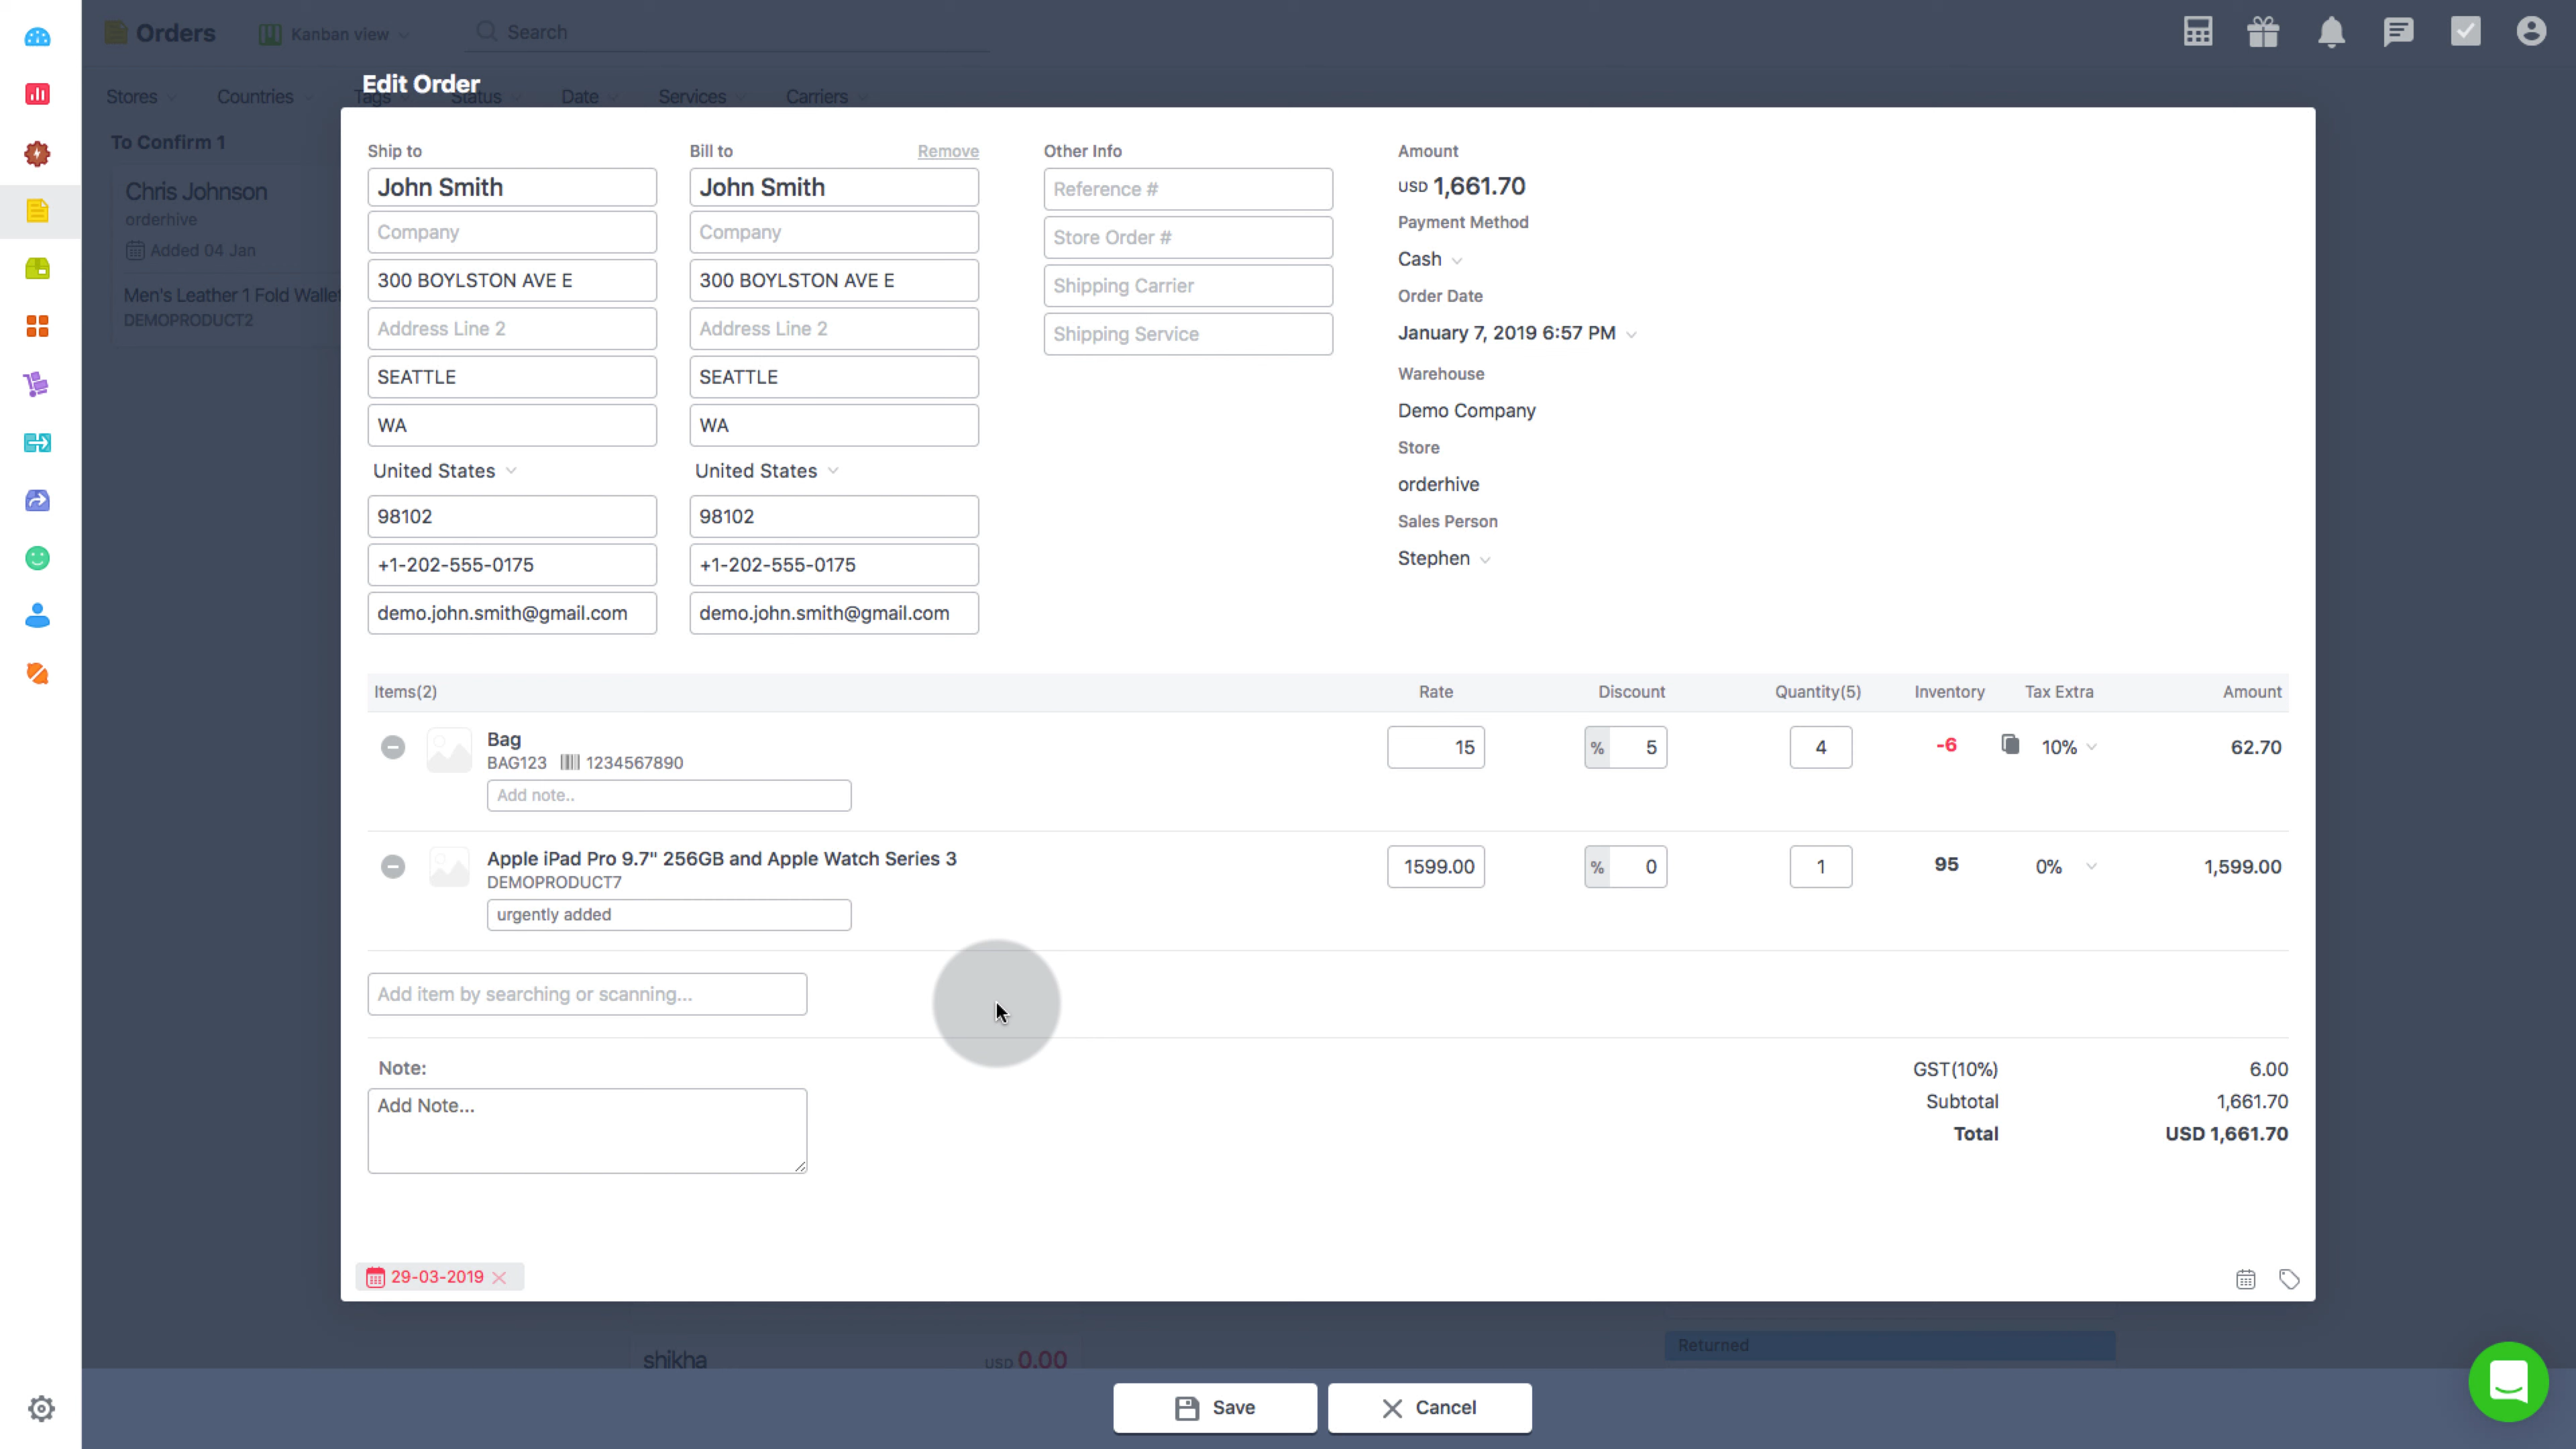 Orders
Kanban view
Search
Edit Order
Stores
Countries
Tags
Status
Date
Services
Carriers
To Confirm 1
Chris Johnson
orderhive
Added 04 Jan
Men's Leather 1 Fold Wallet
DEMOPRODUCT2
Ship to
John Smith
Company
300 BOYLSTON AVE E
Address Line 2
SEATTLE
WA
United States
98102
+1-202-555-0175
demo.john.smith@gmail.com
Bill to
Remove
John Smith
Company
300 BOYLSTON AVE E
Address Line 2
SEATTLE
WA
United States
98102
+1-202-555-0175
demo.john.smith@gmail.com
Other Info
Reference #
Store Order #
Shipping Carrier
Shipping Service
Amount
USD 1,661.70
Payment Method
Cash
Order Date
January 7, 2019 6:57 PM
Warehouse
Demo Company
Store
orderhive
Sales Person
Stephen
Items(2) Rate Discount Quantity(5) Inventory Tax Extra Amount
Bag
BAG123 1234567890
Add note..
15 % 5 4 -6 10% 62.70
Apple iPad Pro 9.7" 256GB and Apple Watch Series 3
DEMOPRODUCT7
urgently added
1599.00 % 0 1 95 0% 1,599.00
Add item by searching or scanning...
Note:
Add Note...
GST(10%) 6.00
Subtotal 1,661.70
Total USD 1,661.70
29-03-2019
shikha USD 0.00
Returned
Save
Cancel